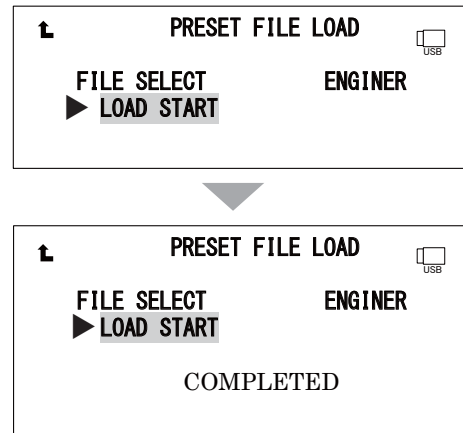 PRESET FILE LOAD
USB
FILE SELECT ENGINER
LOAD START
PRESET FILE LOAD
USB
FILE SELECT ENGINER
LOAD START
COMPLETED